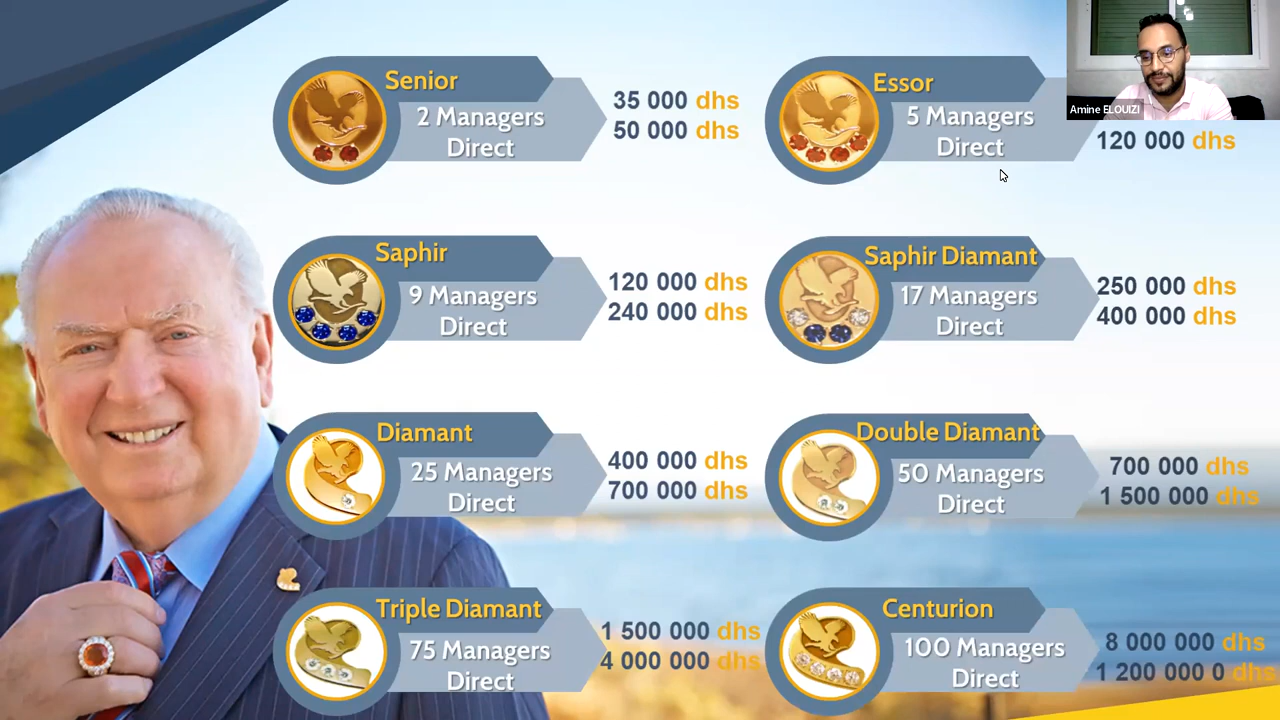 Senior
2 Managers
Direct
35 000 dhs
50 000 dhs
Essor
5 Managers
Direct
120 000 dhs
Amine ELOUIZI
Saphir
9 Managers
Direct
120 000 dhs
240 000 dhs
Saphir Diamant
17 Managers
Direct
250 000 dhs
400 000 dhs
Diamant
25 Managers
Direct
400 000 dhs
700 000 dhs
Double Diamant
50 Managers
Direct
700 000 dhs
1 500 000 dhs
Triple Diamant
75 Managers
Direct
1 500 000 dhs
4 000 000 dhs
Centurion
100 Managers
Direct
8 000 000 dhs
1 200 000 0 dhs